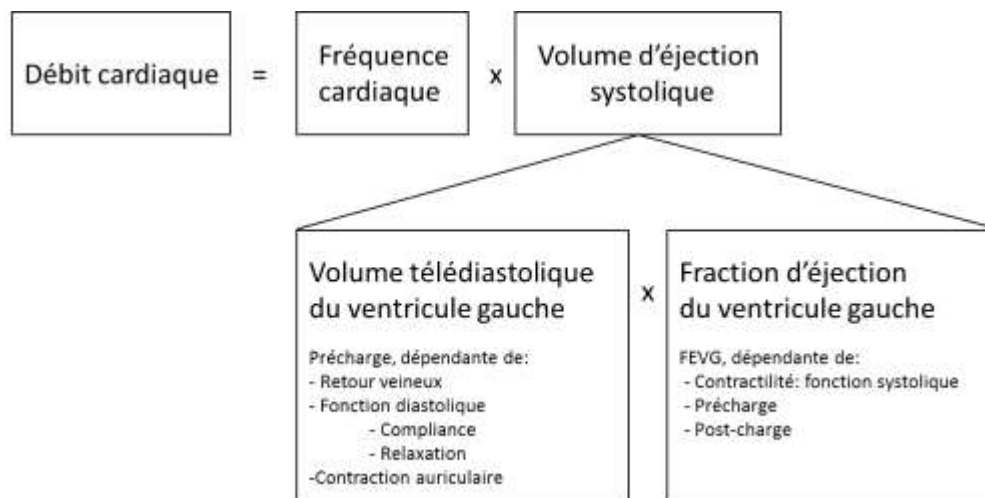 Débit cardiaque = Fréquence cardiaque x Volume d'éjection systolique
Volume télédiastolique
du ventricule gauche
Précharge, dépendante de:
- Retour veineux
- Fonction diastolique
- Compliance
- Relaxation
-Contraction auriculaire
x
Fraction d'éjection
du ventricule gauche
FEVG, dépendante de:
- Contractilité: fonction systolique
- Précharge
- Post-charge